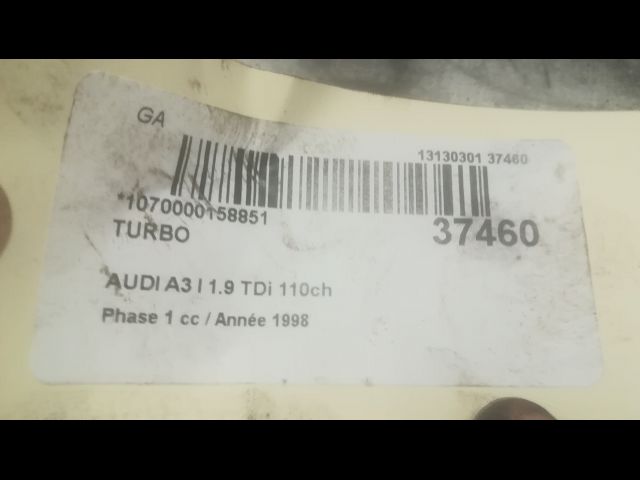 GA
13130301 37460
*1070000158851
TURBO
37460
AUDI A3 I 1.9 TDi 110ch
Phase 1 cc / Année 1998